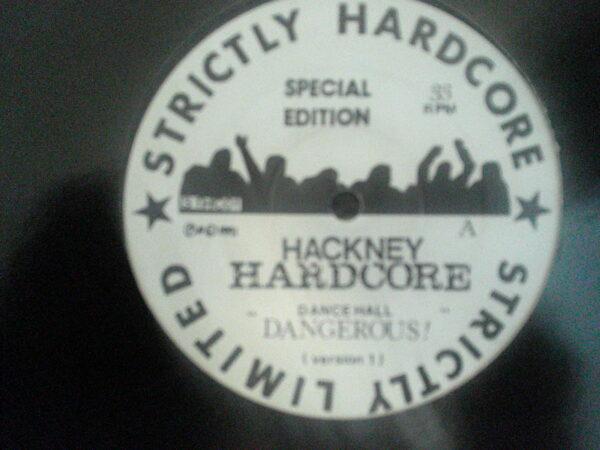 STRICTLY HARDCORE
SPECIAL
EDITION
33
RPM
A
HACKNEY
HARDCORE
" DANCE HALL "
DANGEROUS!
(version 1)
STRICTLY LIMITED